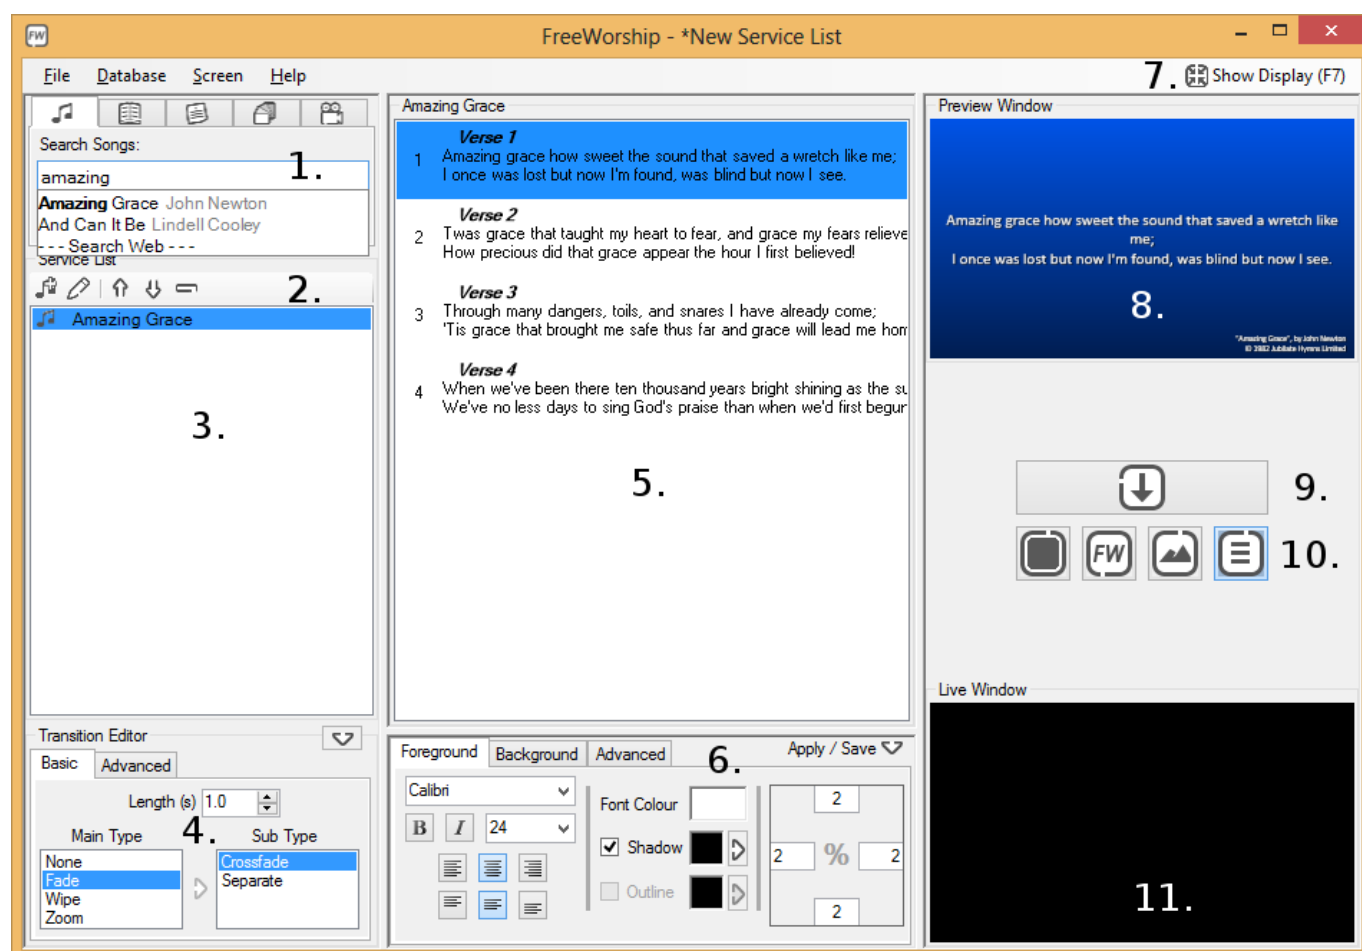 FW
FreeWorship - *New Service List
File Database Screen Help
7. Show Display (F7)
Search Songs:
1.
amazing
Amazing Grace John Newton
And Can It Be Lindell Cooley
- - - Search Web - - -
Service List
2.
Amazing Grace
3.
Transition Editor
Basic Advanced
Length (s) 1.0
Main Type 4. Sub Type
None
Fade
Wipe
Zoom
Crossfade
Separate
Amazing Grace
Verse 1
1 Amazing grace how sweet the sound that saved a wretch like me;
I once was lost but now I'm found, was blind but now I see.
Verse 2
2 Twas grace that taught my heart to fear, and grace my fears relieve
How precious did that grace appear the hour I first believed!
Verse 3
3 Through many dangers, toils, and snares I have already come;
'Tis grace that brought me safe thus far and grace will lead me hom
Verse 4
4 When we've been there ten thousand years bright shining as the su
We've no less days to sing God's praise than when we'd first begun
5.
Foreground Background Advanced 6. Apply / Save
Calibri
B I 24
Font Colour
Shadow
Outline
2
2 % 2
2
Preview Window
Amazing grace how sweet the sound that saved a wretch like
me;
I once was lost but now I'm found, was blind but now I see.
8.
"Amazing Grace", by John Newton
© 1982 Jubilate Hymns Limited
9.
FW
10.
Live Window
11.